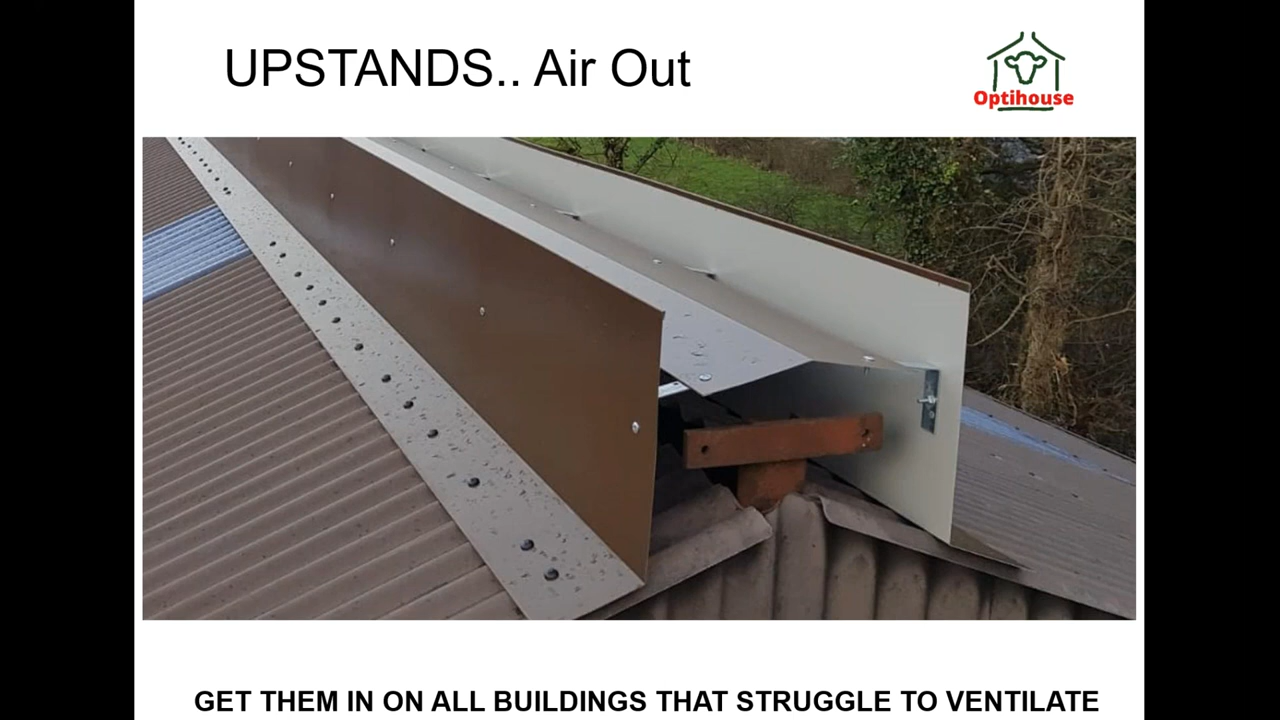 UPSTANDS.. Air Out
Optihouse
GET THEM IN ON ALL BUILDINGS THAT STRUGGLE TO VENTILATE